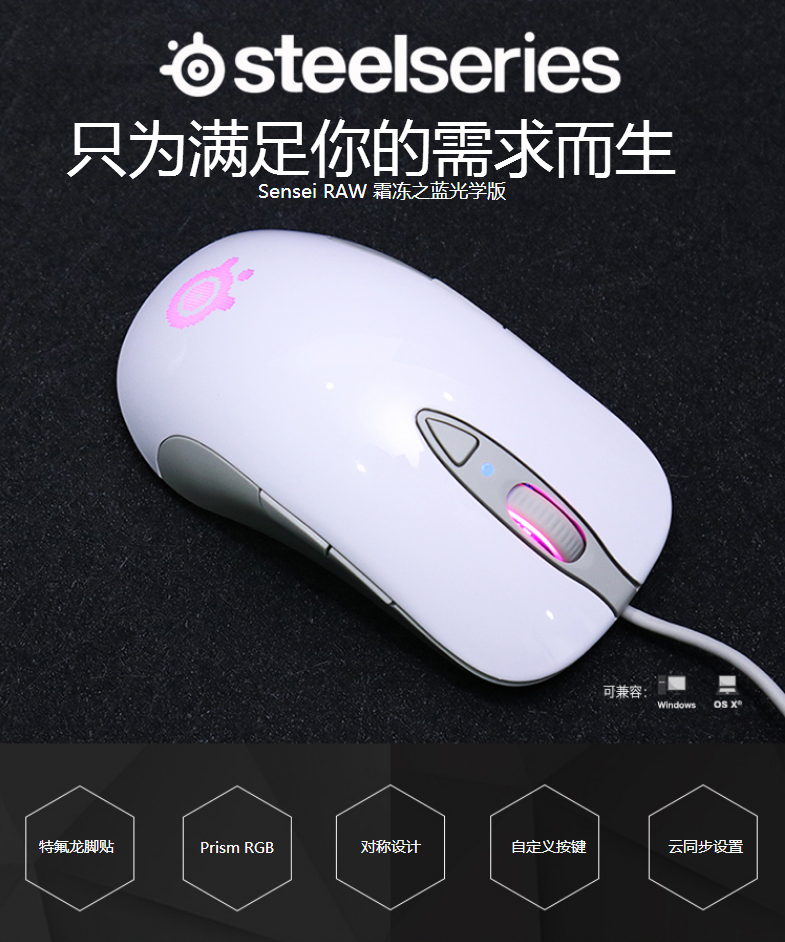 steelseries
只为满足你的需求而生
Sensei RAW 霜冻之蓝光学版
可兼容:
Windows
OS X®
特氟龙脚贴
Prism RGB
对称设计
自定义按键
云同步设置